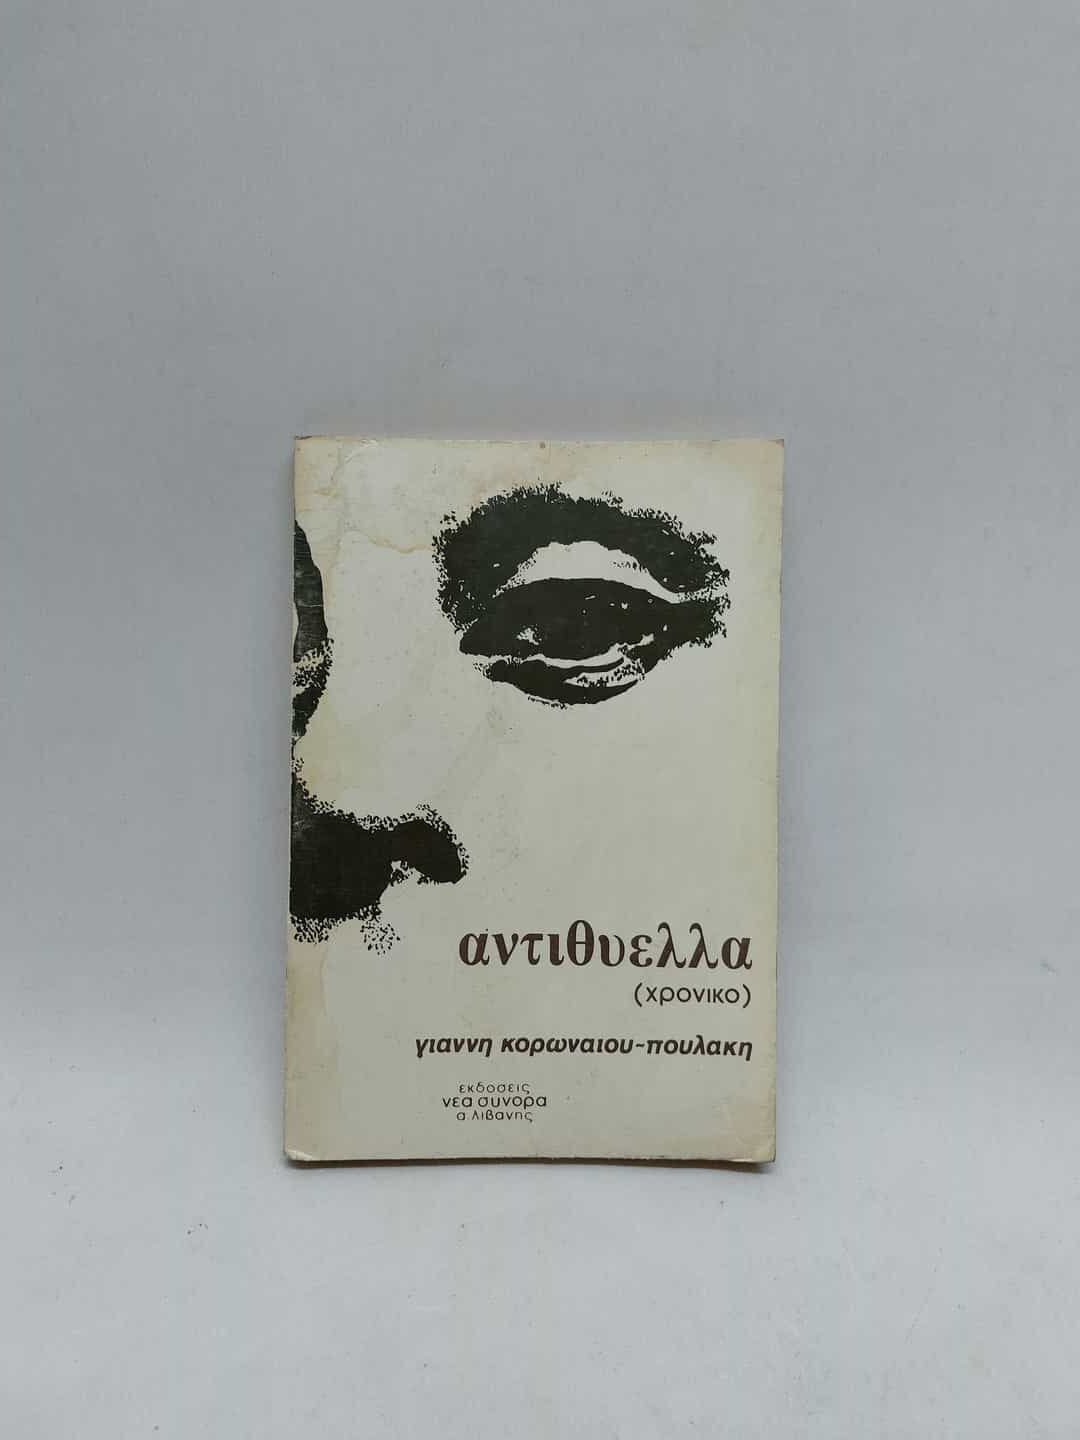 αντιθυελλα
(χρονικο)
γιαννη κορωναιου-πουλακη
εκδοσεις
νεα συνορα
α. λιβανης